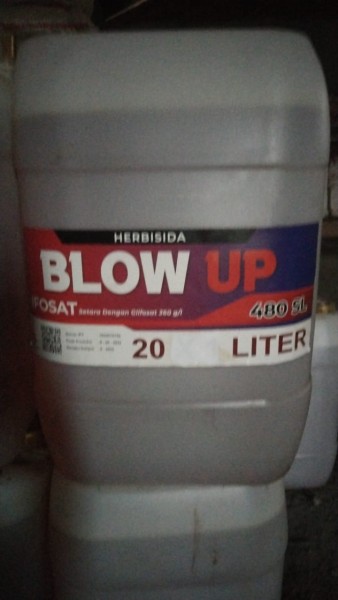 HERBISIDA
BLOW UP
FOSAT Setara Dengan Glifosat 360 g/l
480 SL
20 LITER